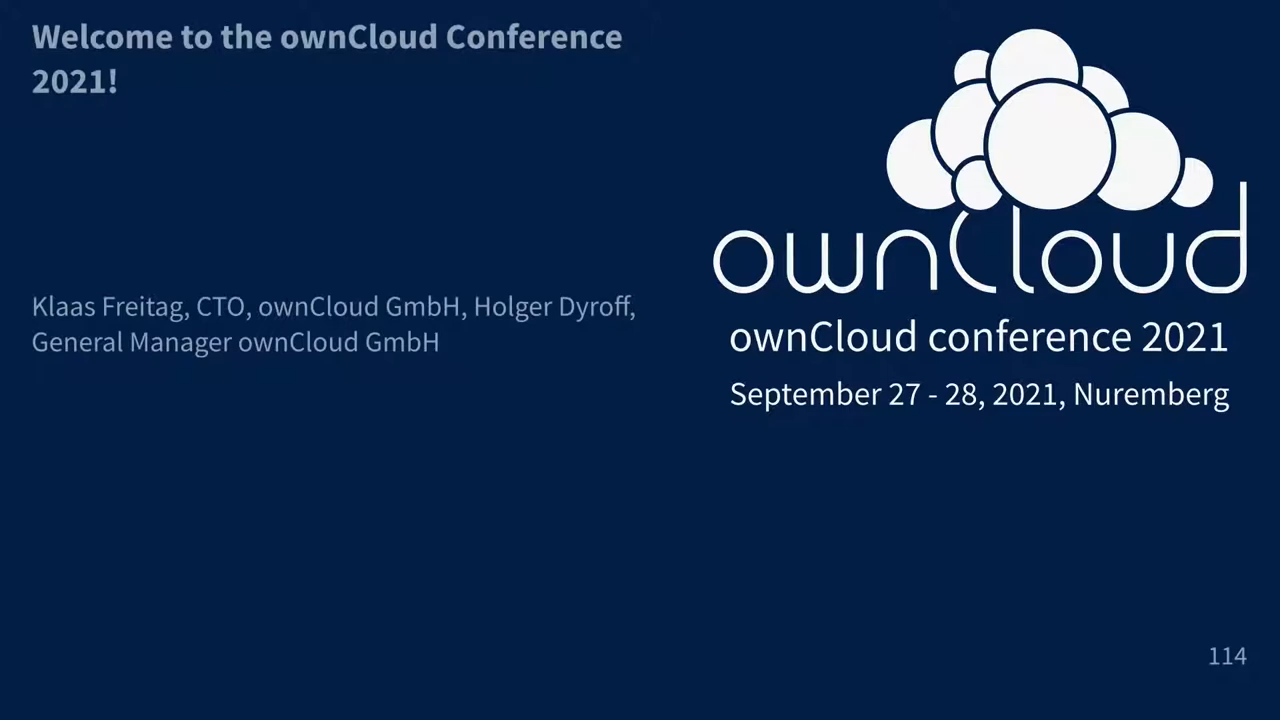 Welcome to the ownCloud Conference
2021!
Klaas Freitag, CTO, ownCloud GmbH, Holger Dyroff,
General Manager ownCloud GmbH
ownCloud
ownCloud conference 2021
September 27 - 28, 2021, Nuremberg
114